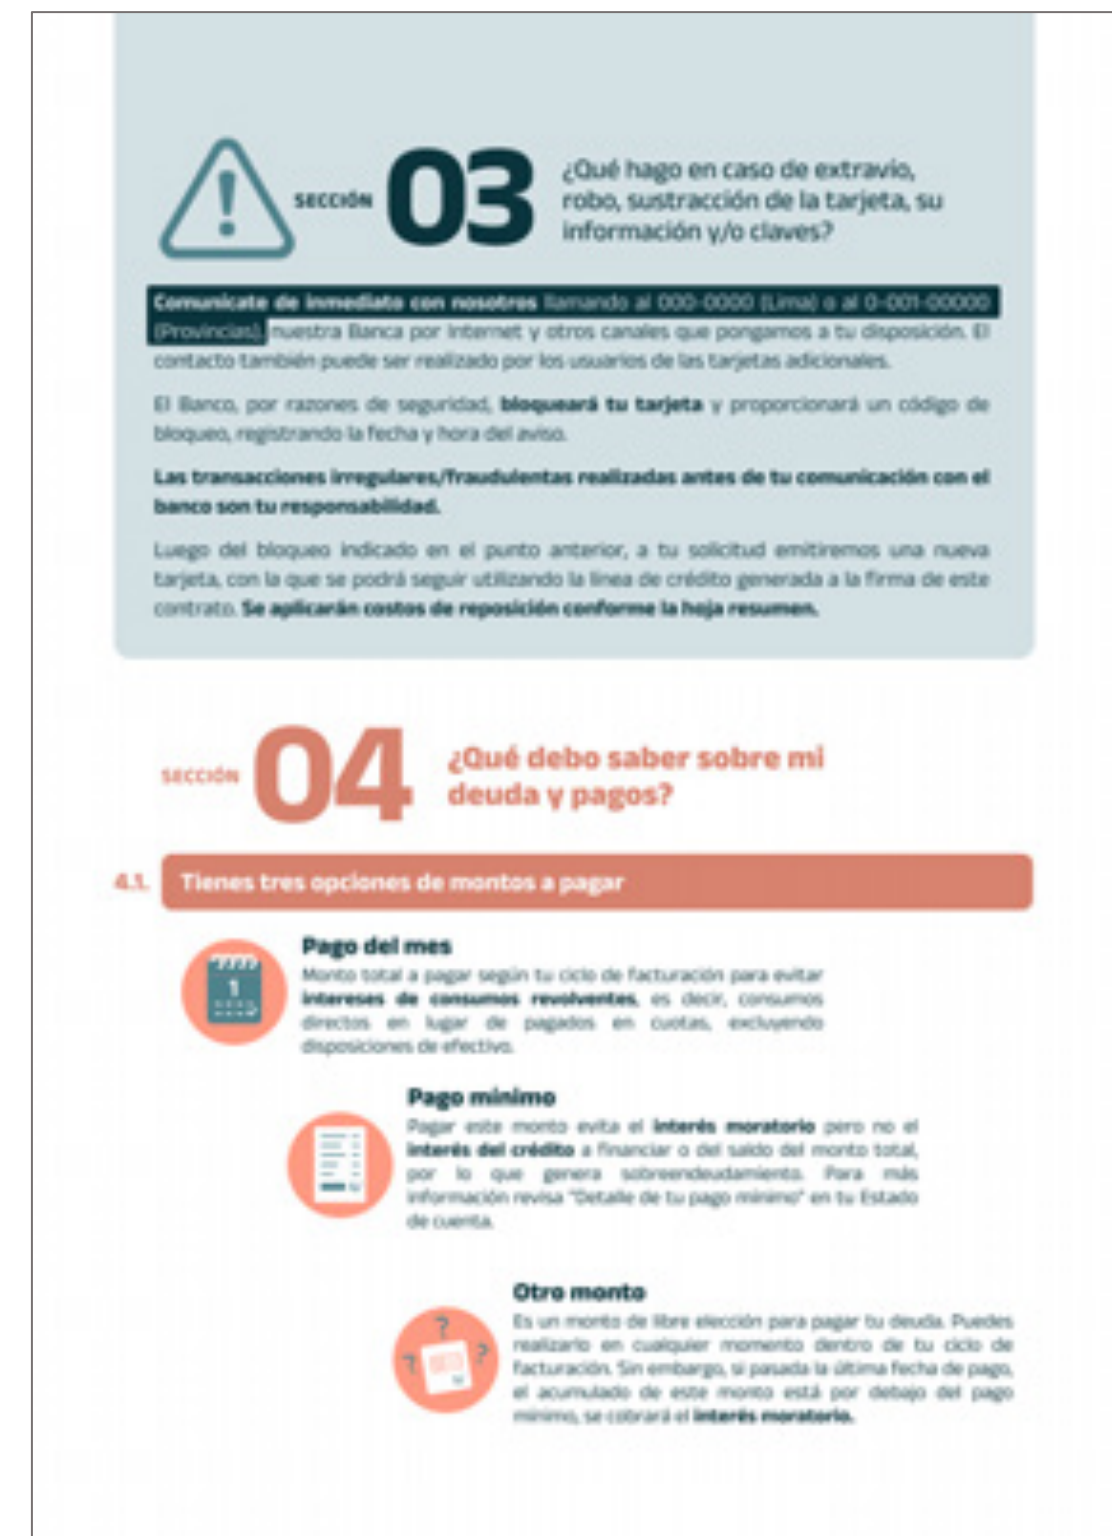 SECCIÓN 03
¿Qué hago en caso de extravío,
robo, sustracción de la tarjeta, su
información y/o claves?
Comunícate de inmediato con nosotros llamando al 000-0000 (Lima) o al 0-001-00000
(Provincias), nuestra Banca por Internet y otros canales que pongamos a tu disposición. El
contacto también puede ser realizado por los usuarios de las tarjetas adicionales.
El Banco, por razones de seguridad, bloqueará tu tarjeta y proporcionará un código de
bloqueo, registrando la fecha y hora del aviso.
Las transacciones irregulares/fraudulentas realizadas antes de tu comunicación con el
banco son tu responsabilidad.
Luego del bloqueo indicado en el punto anterior, a tu solicitud emitiremos una nueva
tarjeta, con la que se podrá seguir utilizando la línea de crédito generada a la firma de este
contrato. Se aplicarán costos de reposición conforme la hoja resumen.
SECCIÓN 04
¿Qué debo saber sobre mi
deuda y pagos?
4.1. Tienes tres opciones de montos a pagar
1
Pago del mes
Monto total a pagar según tu ciclo de facturación para evitar
intereses de consumos revolventes, es decir, consumos
directos en lugar de pagados en cuotas, excluyendo
disposiciones de efectivo.
Pago mínimo
Pagar este monto evita el interés moratorio pero no el
interés del crédito a financiar o del saldo del monto total,
por lo que genera sobreendeudamiento. Para más
información revisa "Detalle de tu pago mínimo" en tu Estado
de cuenta.
Otro monto
Es un monto de libre elección para pagar tu deuda. Puedes
realizarlo en cualquier momento dentro de tu ciclo de
facturación. Sin embargo, si pasada la última fecha de pago,
el acumulado de este monto está por debajo del pago
mínimo, se cobrará el interés moratorio.
? ? ?